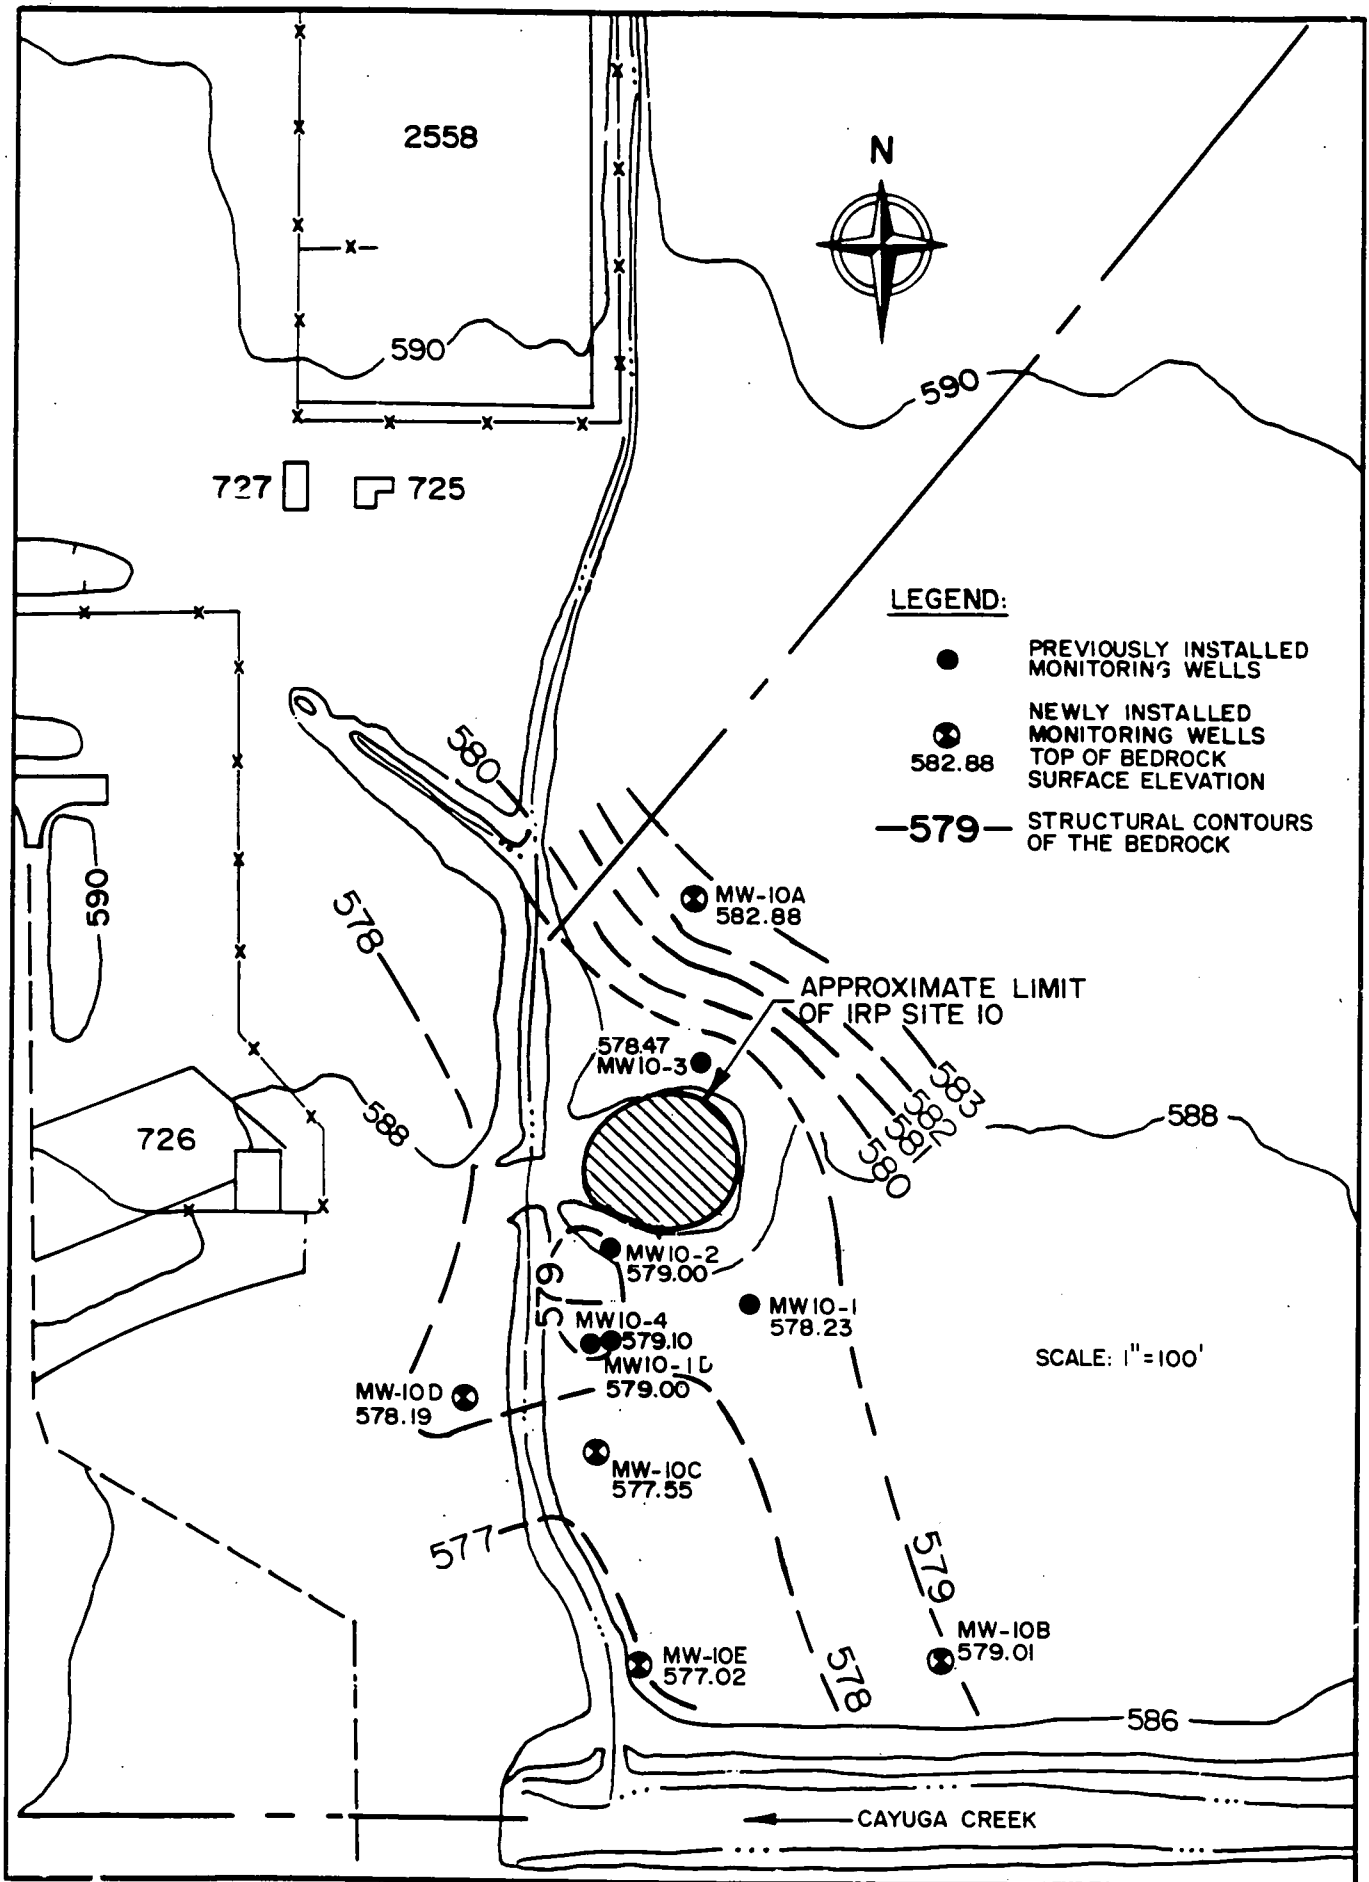 2558
N
590
590
727
725
LEGEND:
PREVIOUSLY INSTALLED
MONITORING WELLS
NEWLY INSTALLED
MONITORING WELLS
582.88 TOP OF BEDROCK
SURFACE ELEVATION
579 STRUCTURAL CONTOURS
OF THE BEDROCK
580
590
578
MW-10A
582.88
APPROXIMATE LIMIT
OF IRP SITE 10
578.47
MW10-3
583
582
581
580
588
588
726
MW10-2
579.00
579
MW10-1
578.23
MW10-4
579.10
MW10-1D
579.00
SCALE: 1"=100'
MW-10D
578.19
MW-10C
577.55
577
579
MW-10B
579.01
MW-10E
577.02
578
586
CAYUGA CREEK